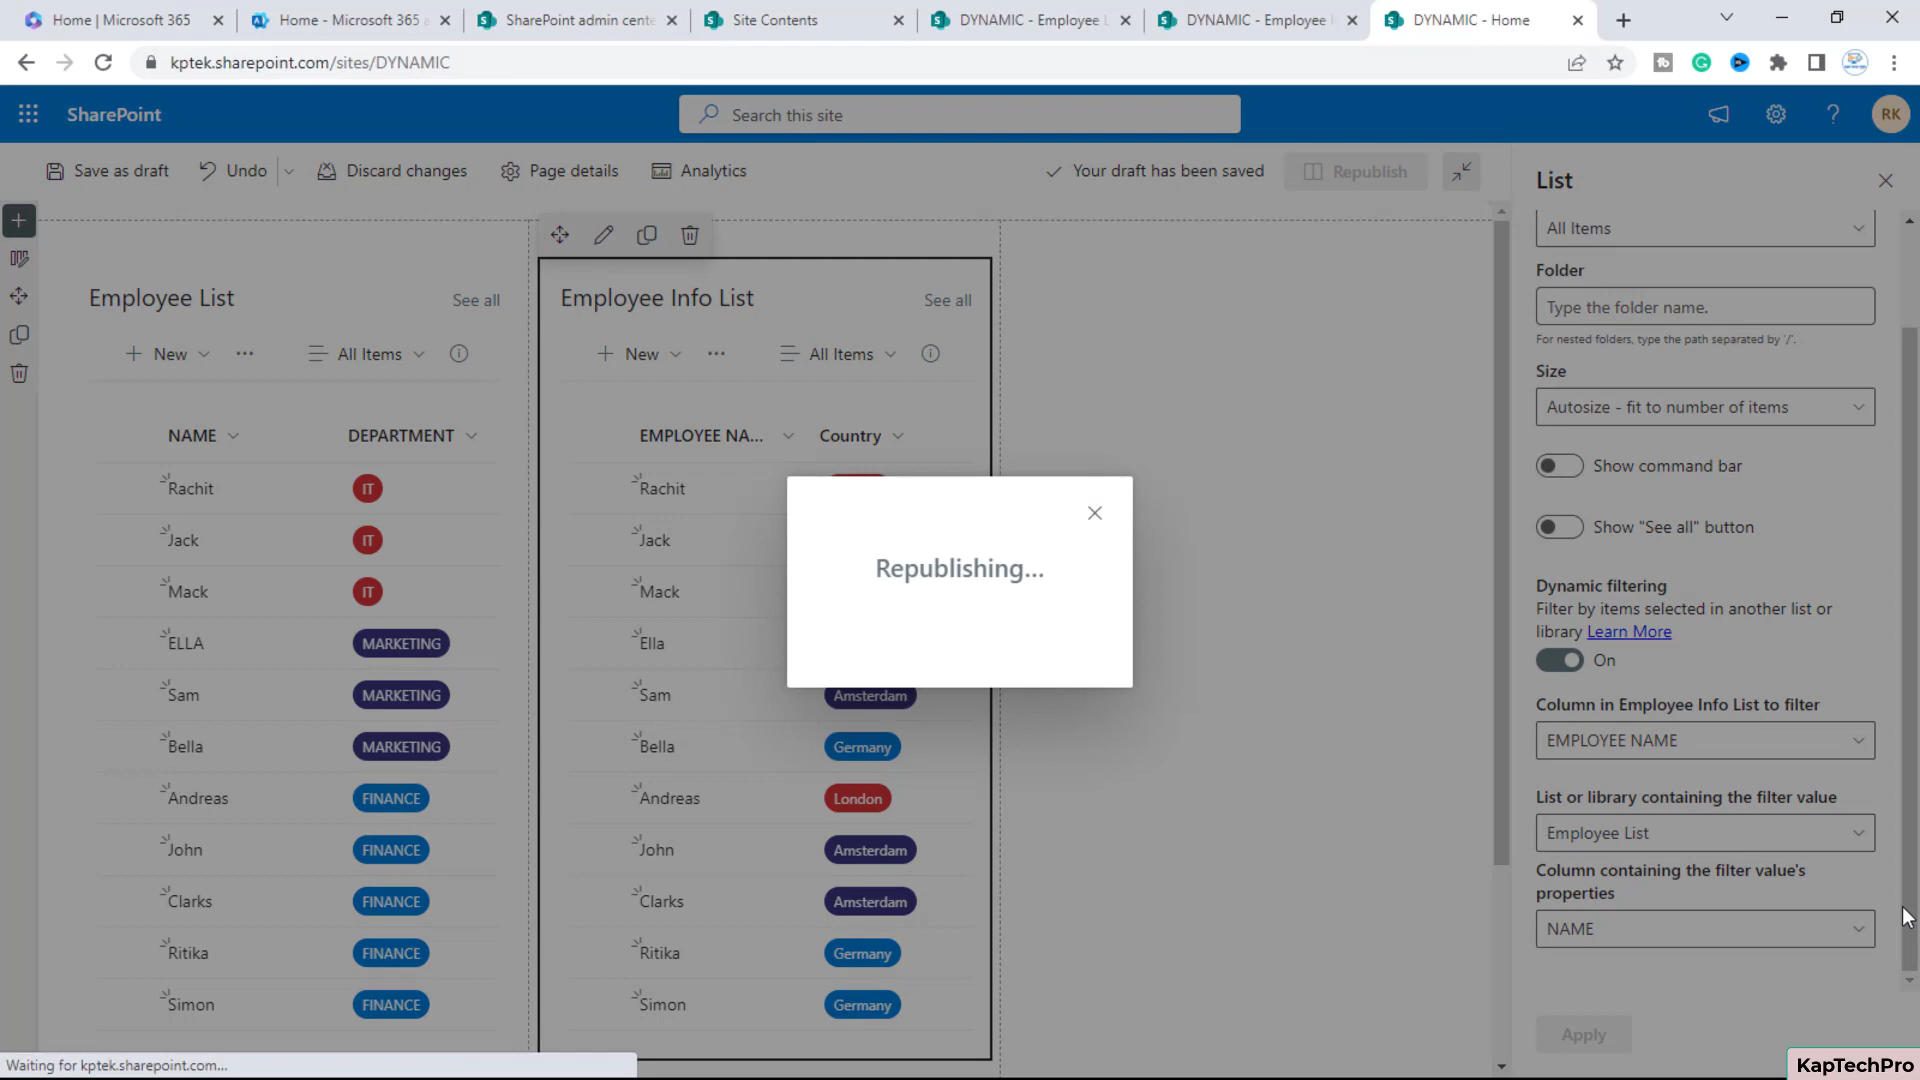 Home | Microsoft 365
Home - Microsoft 365 a
SharePoint admin cente
Site Contents
DYNAMIC - Employee L
DYNAMIC - Employee I
DYNAMIC - Home
kptek.sharepoint.com/sites/DYNAMIC
SharePoint
Search this site
RK
Save as draft
Undo
Discard changes
Page details
Analytics
Your draft has been saved
Republish
Employee List
See all
New
All Items
NAME
DEPARTMENT
Rachit
IT
Jack
IT
Mack
IT
ELLA
MARKETING
Sam
MARKETING
Bella
MARKETING
Andreas
FINANCE
John
FINANCE
Clarks
FINANCE
Ritika
FINANCE
Simon
FINANCE
Employee Info List
See all
New
All Items
EMPLOYEE NA...
Country
Rachit
Jack
Mack
Ella
Sam
Amsterdam
Bella
Germany
Andreas
London
John
Amsterdam
Clarks
Amsterdam
Ritika
Germany
Simon
Germany
Republishing...
List
All Items
Folder
Type the folder name.
For nested folders, type the path separated by '/'.
Size
Autosize - fit to number of items
Show command bar
Show "See all" button
Dynamic filtering
Filter by items selected in another list or
library Learn More
On
Column in Employee Info List to filter
EMPLOYEE NAME
List or library containing the filter value
Employee List
Column containing the filter value's
properties
NAME
Apply
Waiting for kptek.sharepoint.com...
KapTechPro